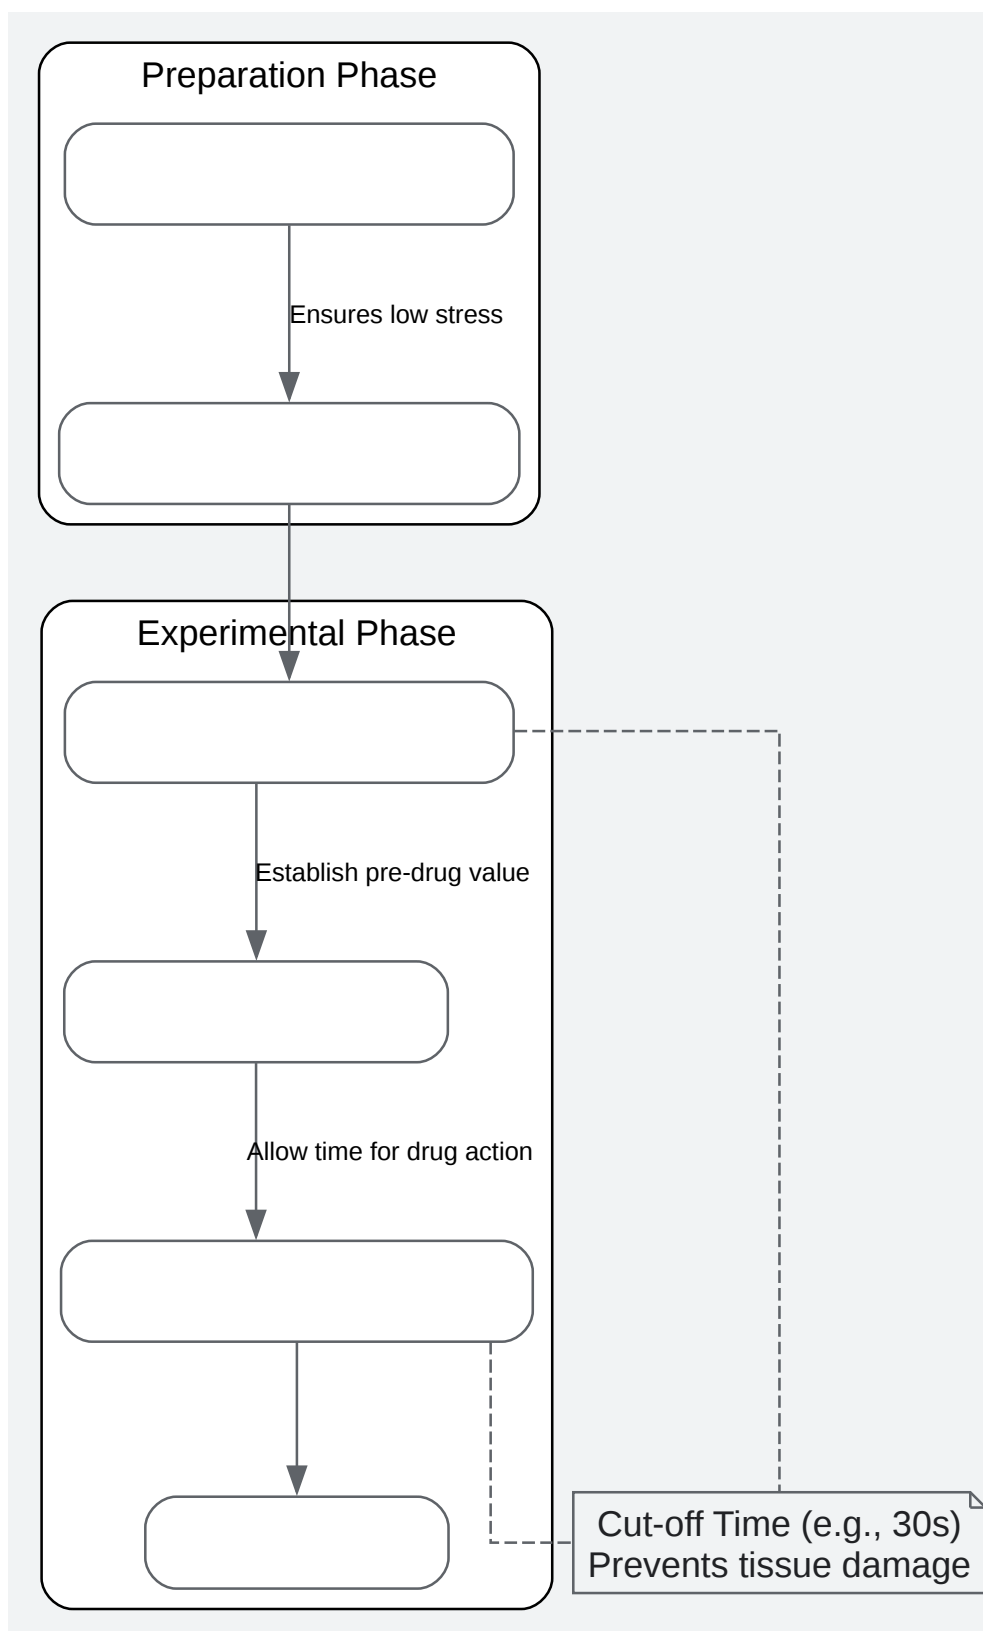 Preparation Phase
Ensures low stress
Experimental Phase
Establish pre-drug value
Allow time for drug action
Cut-off Time (e.g., 30s)
Prevents tissue damage